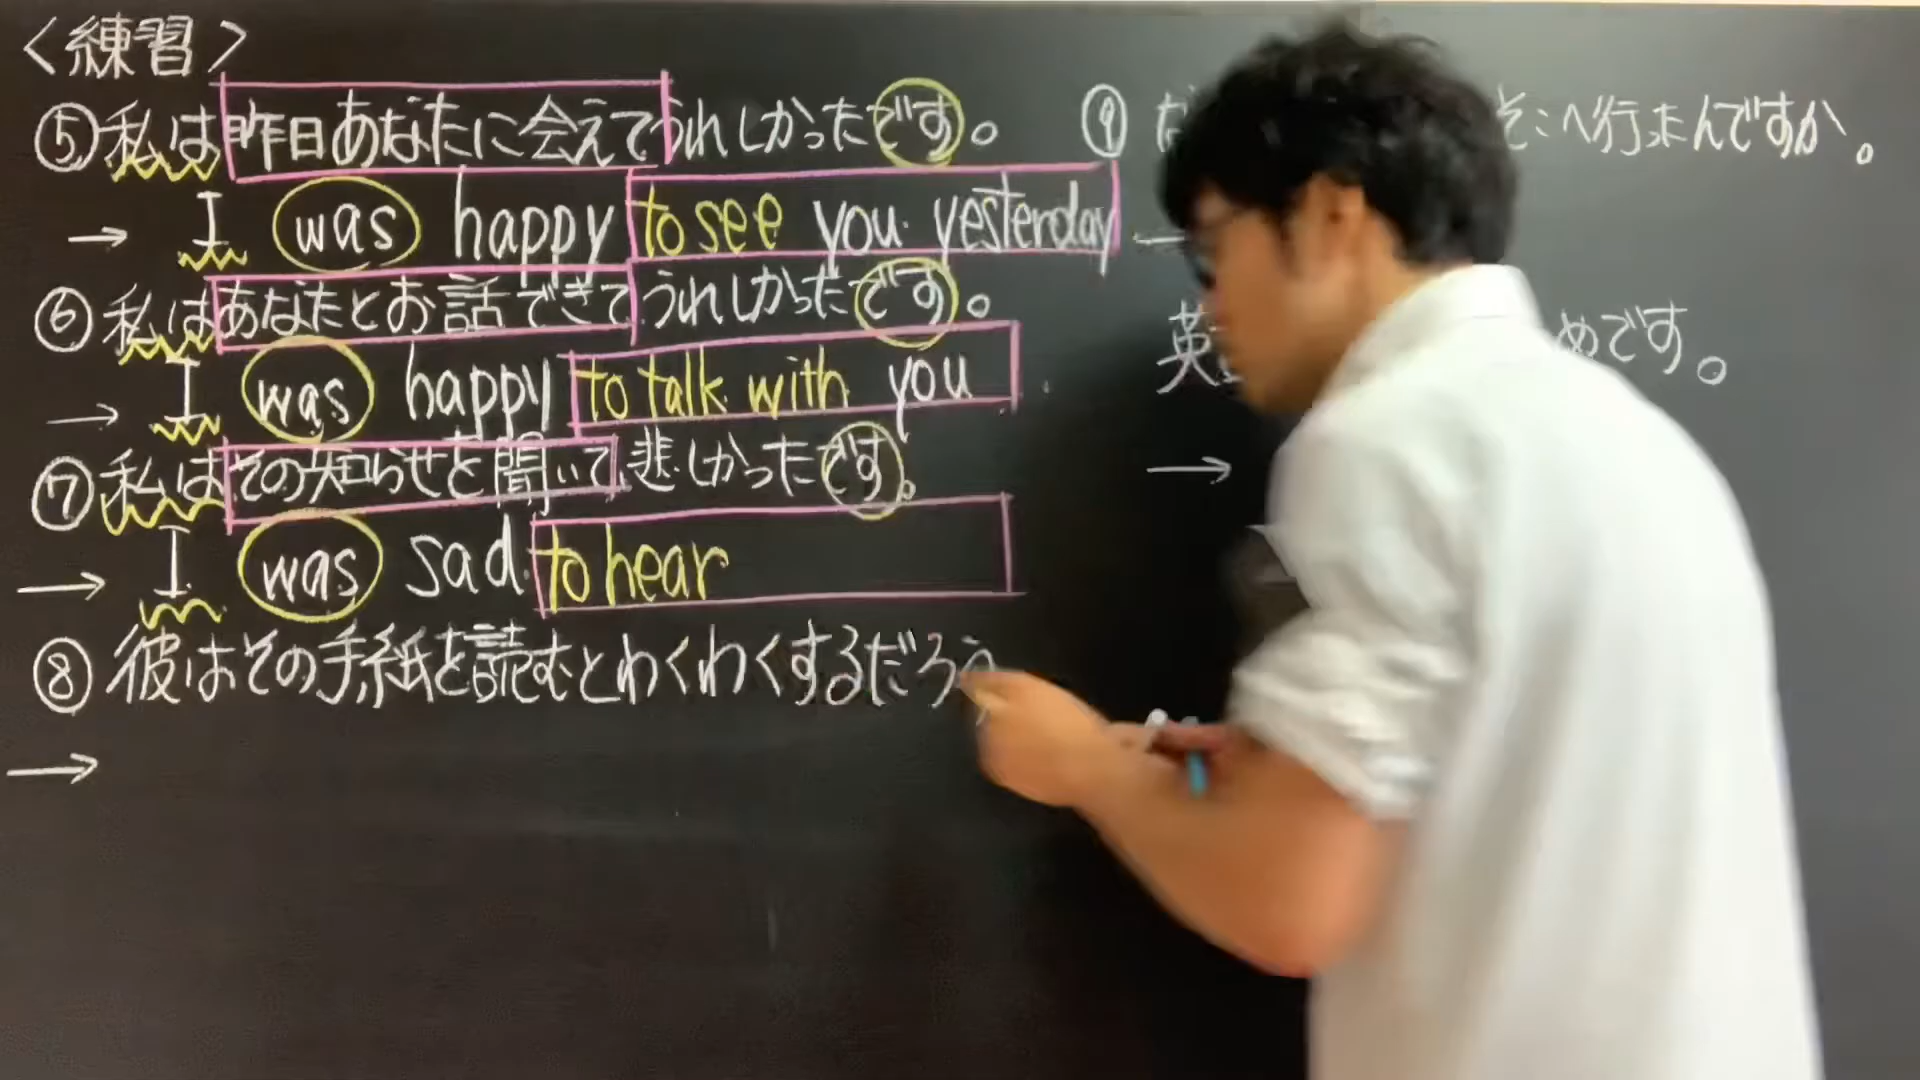 <練習>
⑤私は昨日あなたに会えてうれしかったです。
→ I was happy to see you yesterday
⑥私はあなたとお話できてうれしかったです。
→ I was happy to talk with you.
⑦私はその知らせを聞いて悲しかったです。
→ I was sad to hear
⑧彼はその手紙を読むとわくわくするだろう
→
⑨ な そこへ行ったんですか。
→
英 めです。
→